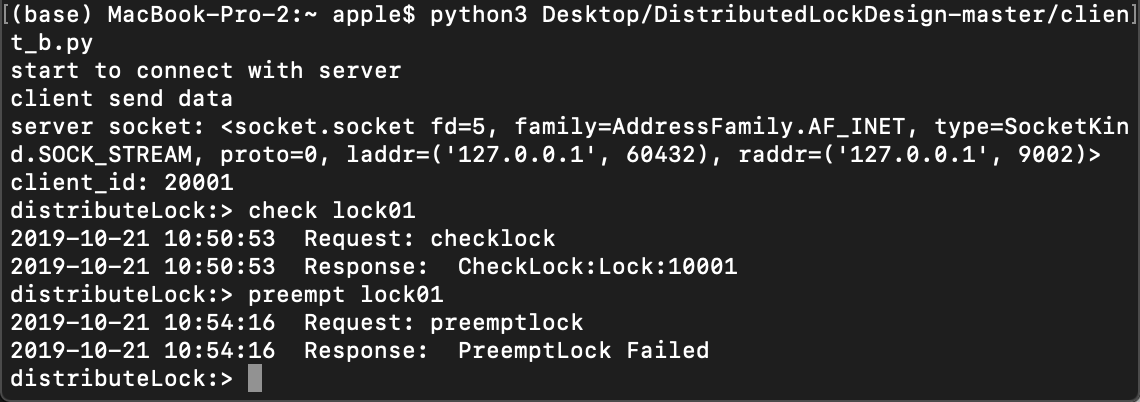 [(base) MacBook-Pro-2:~ apple$ python3 Desktop/DistributedLockDesign-master/clien]
t_b.py
start to connect with server
client send data
server socket: <socket.socket fd=5, family=AddressFamily.AF_INET, type=SocketKin
d.SOCK_STREAM, proto=0, laddr=('127.0.0.1', 60432), raddr=('127.0.0.1', 9002)>
client_id: 20001
distributeLock:> check lock01
2019-10-21 10:50:53  Request: checklock
2019-10-21 10:50:53  Response:  CheckLock:Lock:10001
distributeLock:> preempt lock01
2019-10-21 10:54:16  Request: preemptlock
2019-10-21 10:54:16  Response:  PreemptLock Failed
distributeLock:>